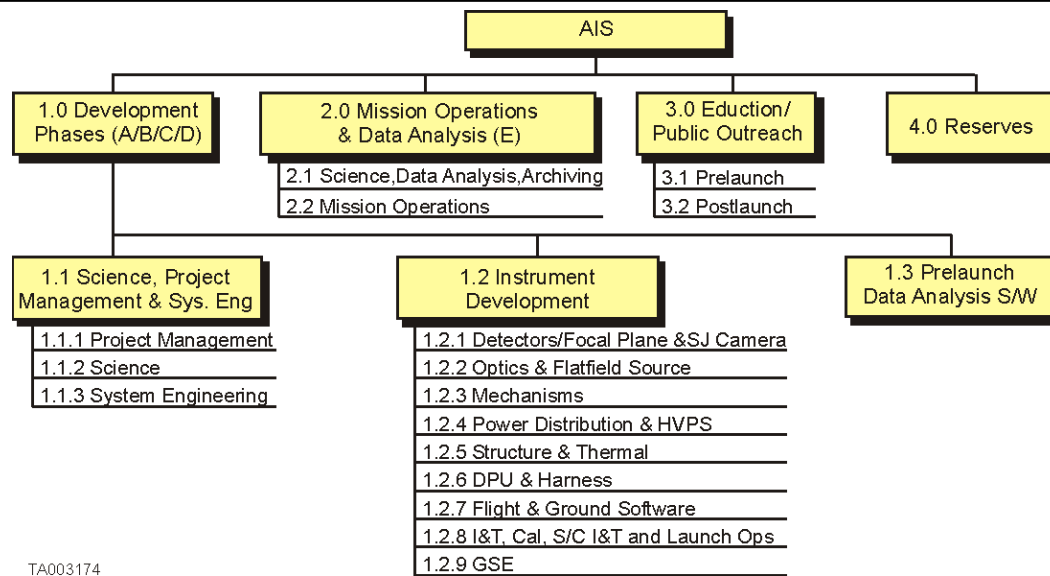 AIS
1.0 Development
Phases (A/B/C/D)
2.0 Mission Operations
& Data Analysis (E)
3.0 Eduction/
Public Outreach
4.0 Reserves
2.1 Science,Data Analysis,Archiving
2.2 Mission Operations
3.1 Prelaunch
3.2 Postlaunch
1.1 Science, Project
Management & Sys. Eng
1.2 Instrument
Development
1.3 Prelaunch
Data Analysis S/W
1.1.1 Project Management
1.1.2 Science
1.1.3 System Engineering
1.2.1 Detectors/Focal Plane &SJ Camera
1.2.2 Optics & Flatfield Source
1.2.3 Mechanisms
1.2.4 Power Distribution & HVPS
1.2.5 Structure & Thermal
1.2.6 DPU & Harness
1.2.7 Flight & Ground Software
1.2.8 I&T, Cal, S/C I&T and Launch Ops
1.2.9 GSE
TA003174